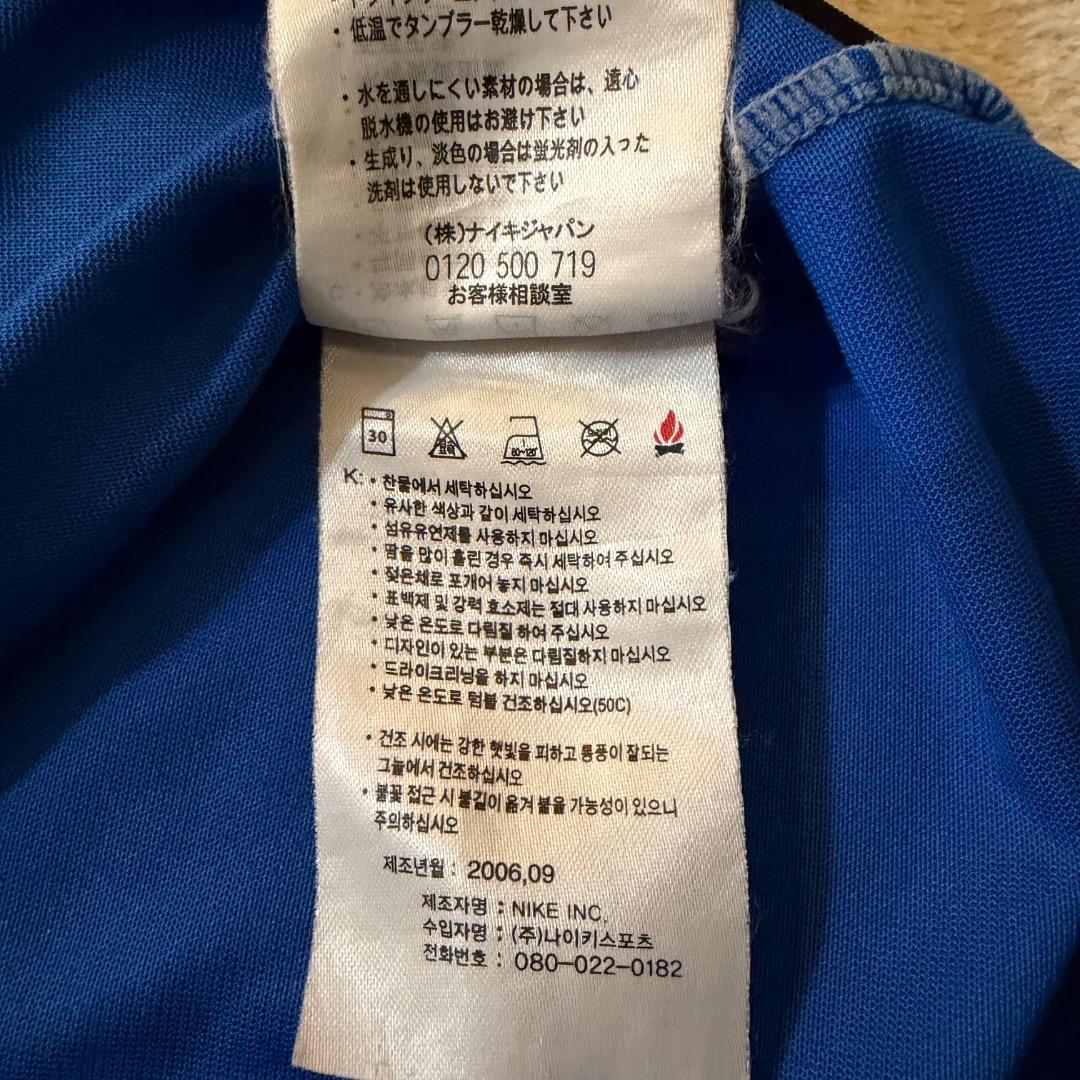 ・低温でタンブラー乾燥して下さい
・水を通しにくい素材の場合は、遠心
脱水機の使用はお避け下さい
・生成り、淡色の場合は蛍光剤の入った
洗剤は使用しないで下さい
(株)ナイキジャパン
0120 500 719
お客様相談室
30
염소
80~120°
K: • 찬물에서 세탁하십시오
• 유사한 색상과 같이 세탁하십시오
• 섬유유연제를 사용하지 마십시오
• 땀을 많이 흘린 경우 즉시 세탁하여 주십시오
• 젖은채로 포개어 놓지 마십시오
• 표백제 및 강력 효소제는 절대 사용하지 마십시오
• 낮은 온도로 다림질 하여 주십시오
• 디자인이 있는 부분은 다림질하지 마십시오
• 드라이크리닝을 하지 마십시오
• 낮은 온도로 텀블 건조하십시오(50C)
• 건조 시에는 강한 햇빛을 피하고 통풍이 잘되는
그늘에서 건조하십시오
• 불꽃 접근 시 불길이 옮겨 붙을 가능성이 있으니
주의하십시오
제조년월 : 2006,09
제조자명 : NIKE INC.
수입자명 : (주)나이키스포츠
전화번호 : 080-022-0182